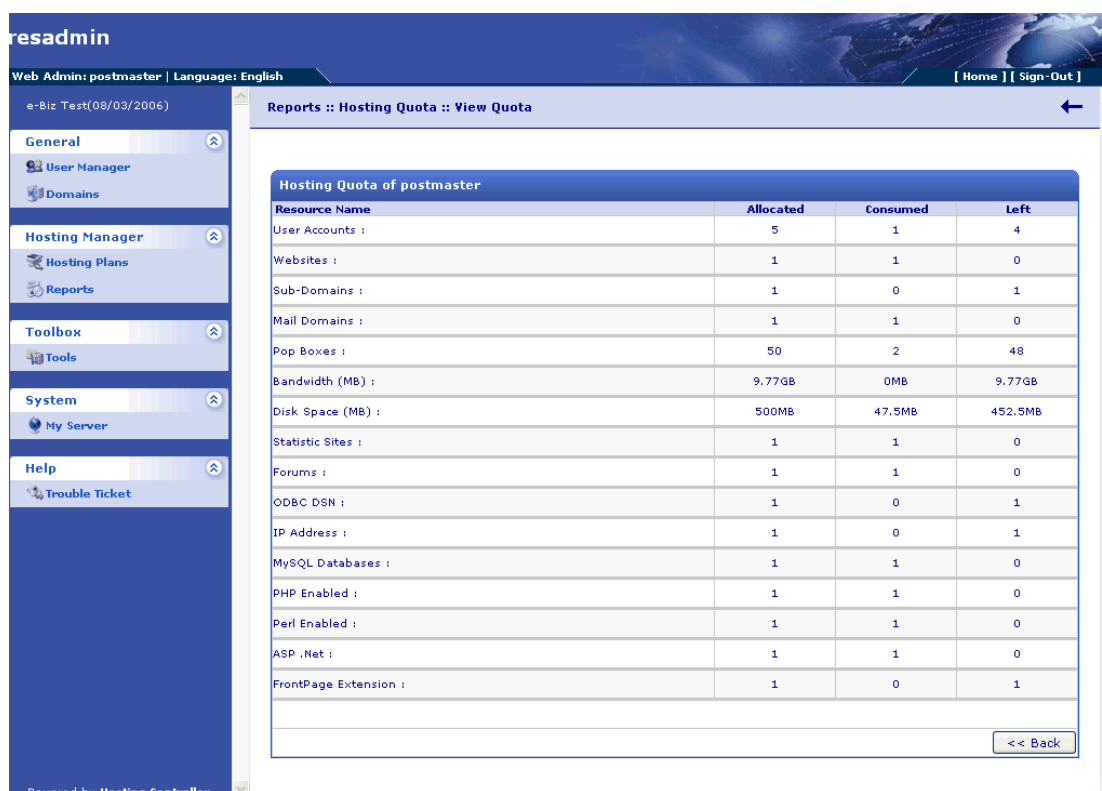 resadmin
Web Admin: postmaster | Language: English
[ Home ] [ Sign-Out ]
e-Biz Test(08/03/2006)
General
User Manager
Domains
Hosting Manager
Hosting Plans
Reports
Toolbox
Tools
System
My Server
Help
Trouble Ticket
Powered by Hosting Controller
Reports :: Hosting Quota :: View Quota
Hosting Quota of postmaster
Resource Name Allocated Consumed Left
User Accounts : 5 1 4
Websites : 1 1 0
Sub-Domains : 1 0 1
Mail Domains : 1 1 0
Pop Boxes : 50 2 48
Bandwidth (MB) : 9.77GB 0MB 9.77GB
Disk Space (MB) : 500MB 47.5MB 452.5MB
Statistic Sites : 1 1 0
Forums : 1 1 0
ODBC DSN : 1 0 1
IP Address : 1 0 1
MySQL Databases : 1 1 0
PHP Enabled : 1 1 0
Perl Enabled : 1 1 0
ASP .Net : 1 1 0
FrontPage Extension : 1 0 1
<< Back